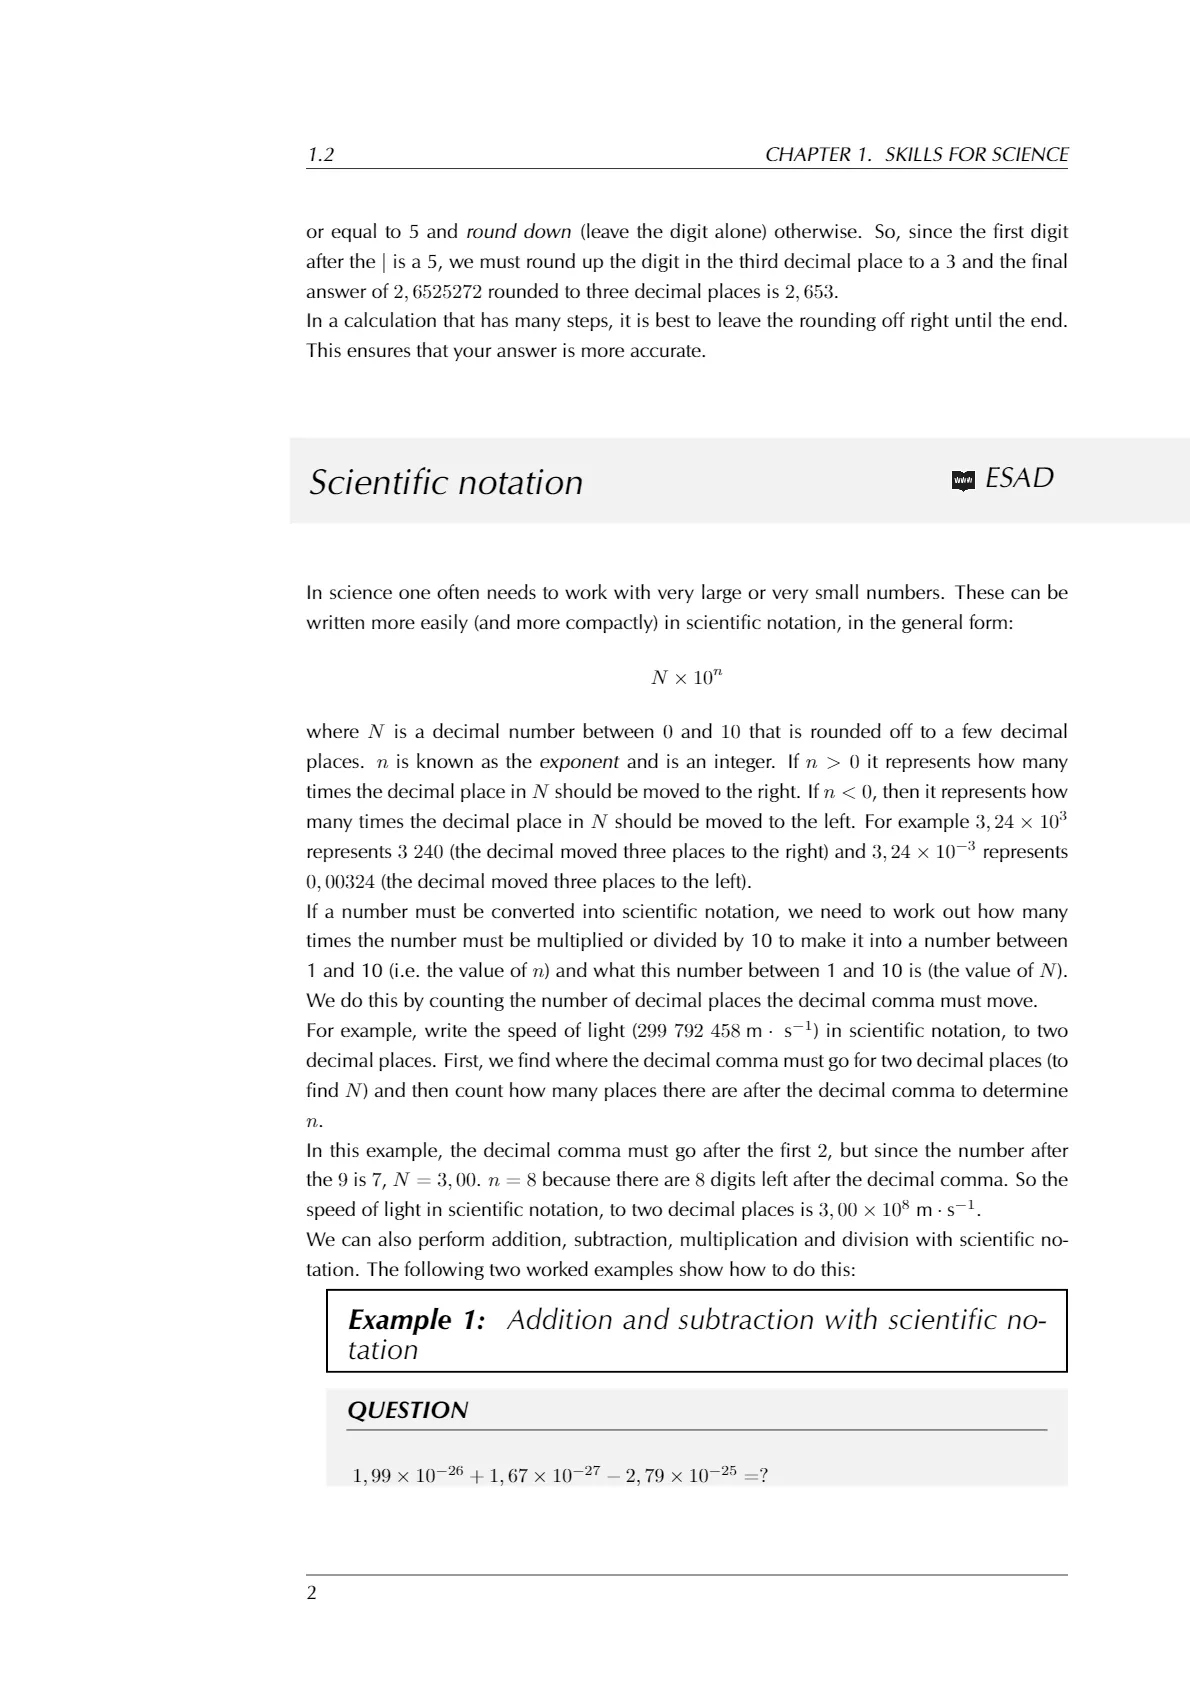 1.2 CHAPTER 1. SKILLS FOR SCIENCE
or equal to 5 and round down (leave the digit alone) otherwise. So, since the first digit
after the | is a 5, we must round up the digit in the third decimal place to a 3 and the final
answer of 2, 6525272 rounded to three decimal places is 2, 653.
In a calculation that has many steps, it is best to leave the rounding off right until the end.
This ensures that your answer is more accurate.
Scientific notation www ESAD
In science one often needs to work with very large or very small numbers. These can be
written more easily (and more compactly) in scientific notation, in the general form:
N × 10ⁿ
where N is a decimal number between 0 and 10 that is rounded off to a few decimal
places. n is known as the exponent and is an integer. If n > 0 it represents how many
times the decimal place in N should be moved to the right. If n < 0, then it represents how
many times the decimal place in N should be moved to the left. For example 3, 24 × 10³
represents 3 240 (the decimal moved three places to the right) and 3, 24 × 10⁻³ represents
0, 00324 (the decimal moved three places to the left).
If a number must be converted into scientific notation, we need to work out how many
times the number must be multiplied or divided by 10 to make it into a number between
1 and 10 (i.e. the value of n) and what this number between 1 and 10 is (the value of N).
We do this by counting the number of decimal places the decimal comma must move.
For example, write the speed of light (299 792 458 m · s⁻¹) in scientific notation, to two
decimal places. First, we find where the decimal comma must go for two decimal places (to
find N) and then count how many places there are after the decimal comma to determine
n.
In this example, the decimal comma must go after the first 2, but since the number after
the 9 is 7, N = 3, 00. n = 8 because there are 8 digits left after the decimal comma. So the
speed of light in scientific notation, to two decimal places is 3, 00 × 10⁸ m · s⁻¹.
We can also perform addition, subtraction, multiplication and division with scientific no-
tation. The following two worked examples show how to do this:
Example 1: Addition and subtraction with scientific no-
tation
QUESTION
1, 99 × 10⁻²⁶ + 1, 67 × 10⁻²⁷ − 2, 79 × 10⁻²⁵ =?
2